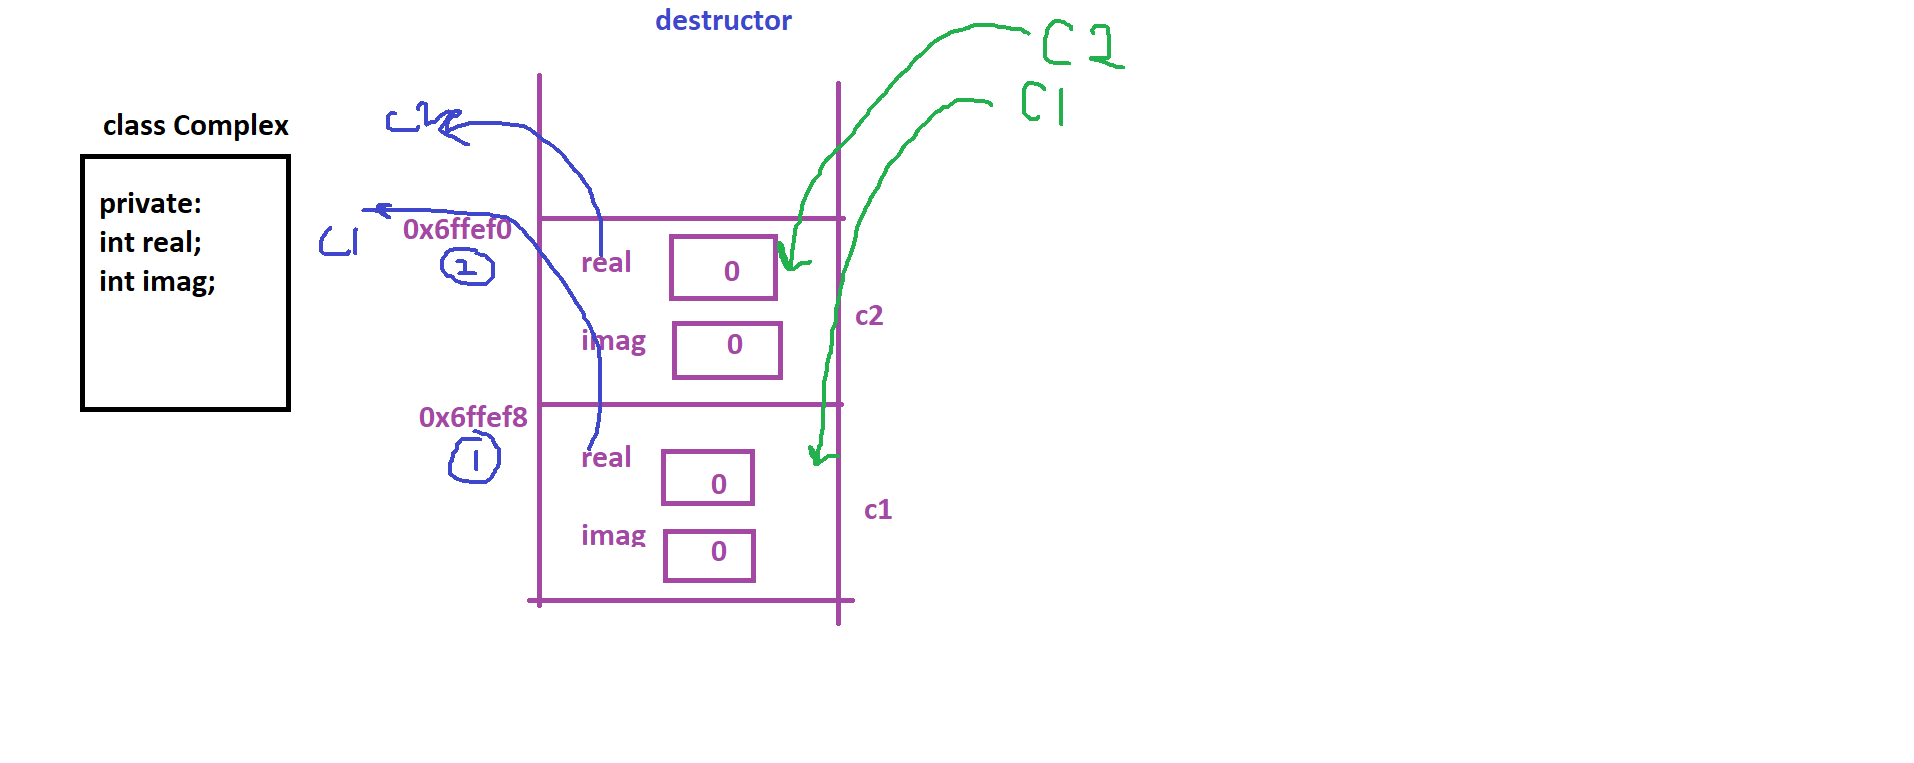 destructor
C2
C1
class Complex
private:
int real;
int imag;
C2
C1
0x6ffef0
2
real
0
imag
0
c2
0x6ffef8
1
real
0
imag
0
c1